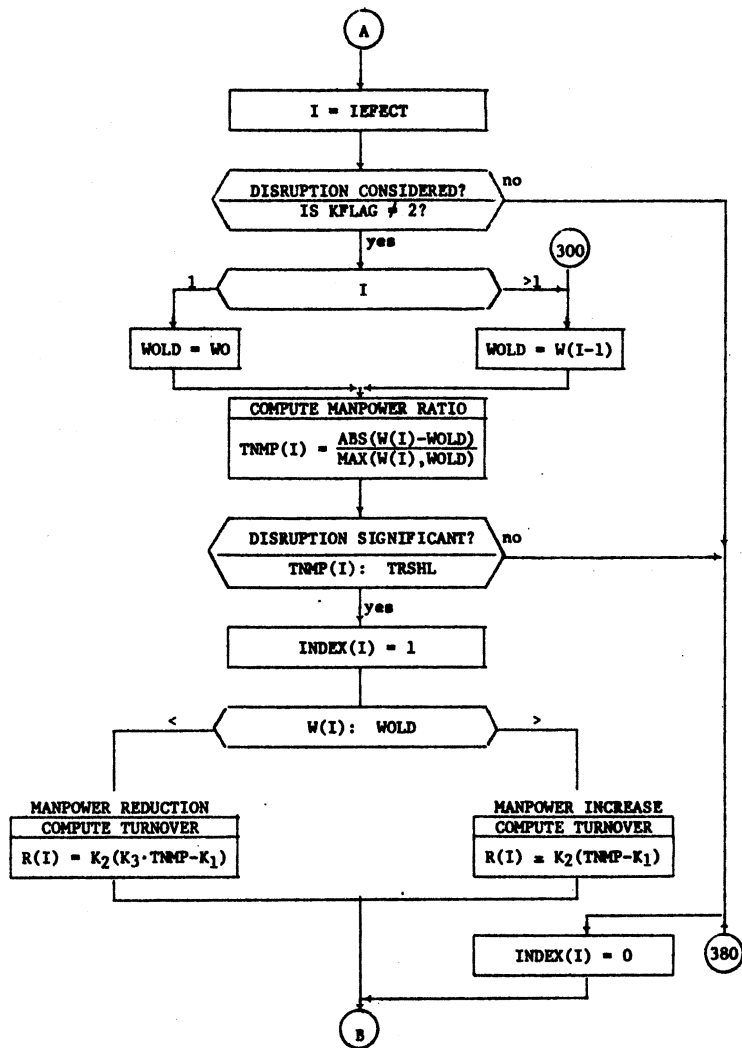 A
I = IEFECT
DISRUPTION CONSIDERED?
no
IS KFLAG ≠ 2?
yes
300
1
I
>1
WOLD = WO
WOLD = W(I-1)
COMPUTE MANPOWER RATIO
TNMP(I) = ABS(W(I)-WOLD) / MAX(W(I),WOLD)
DISRUPTION SIGNIFICANT?
no
TNMP(I): TRSHL
yes
INDEX(I) = 1
<
W(I): WOLD
>
MANPOWER REDUCTION
COMPUTE TURNOVER
R(I) = K₂(K₃·TNMP-K₁)
MANPOWER INCREASE
COMPUTE TURNOVER
R(I) = K₂(TNMP-K₁)
INDEX(I) = 0
380
B